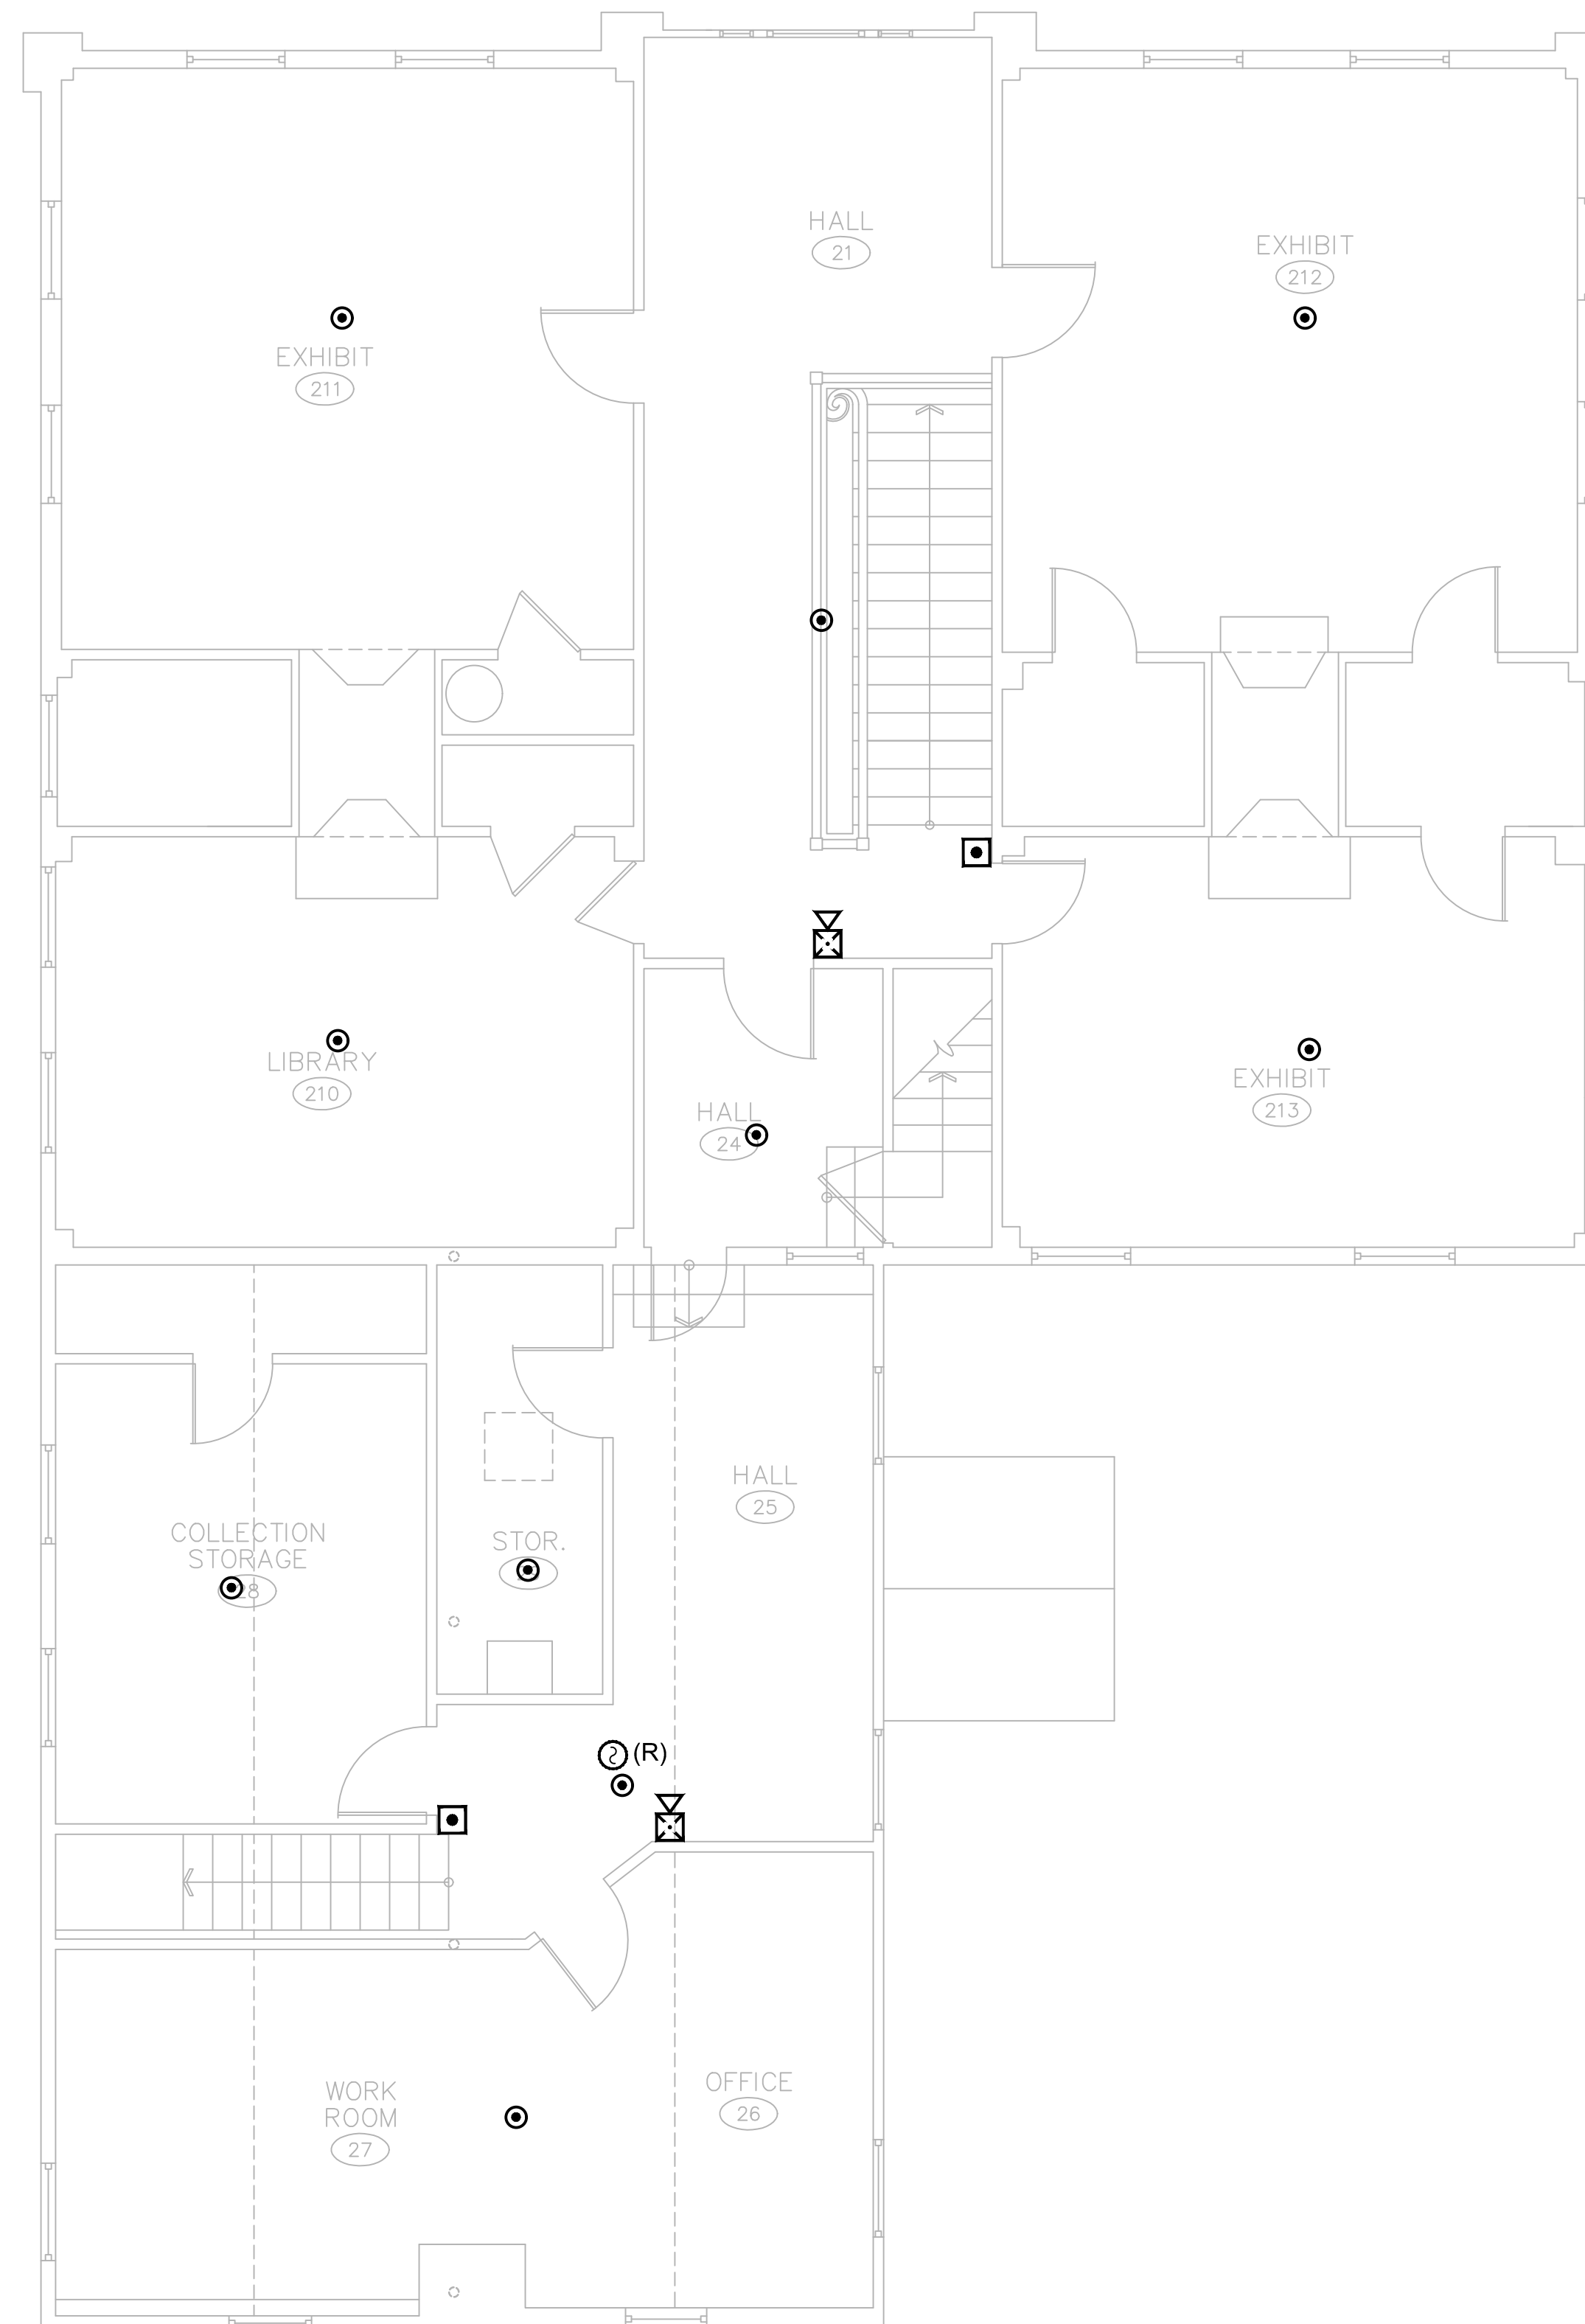 HALL
21
EXHIBIT
212
EXHIBIT
211
LIBRARY
210
EXHIBIT
213
HALL
24
HALL
25
COLLECTION
STORAGE
28
STOR.
(R)
WORK
ROOM
27
OFFICE
26